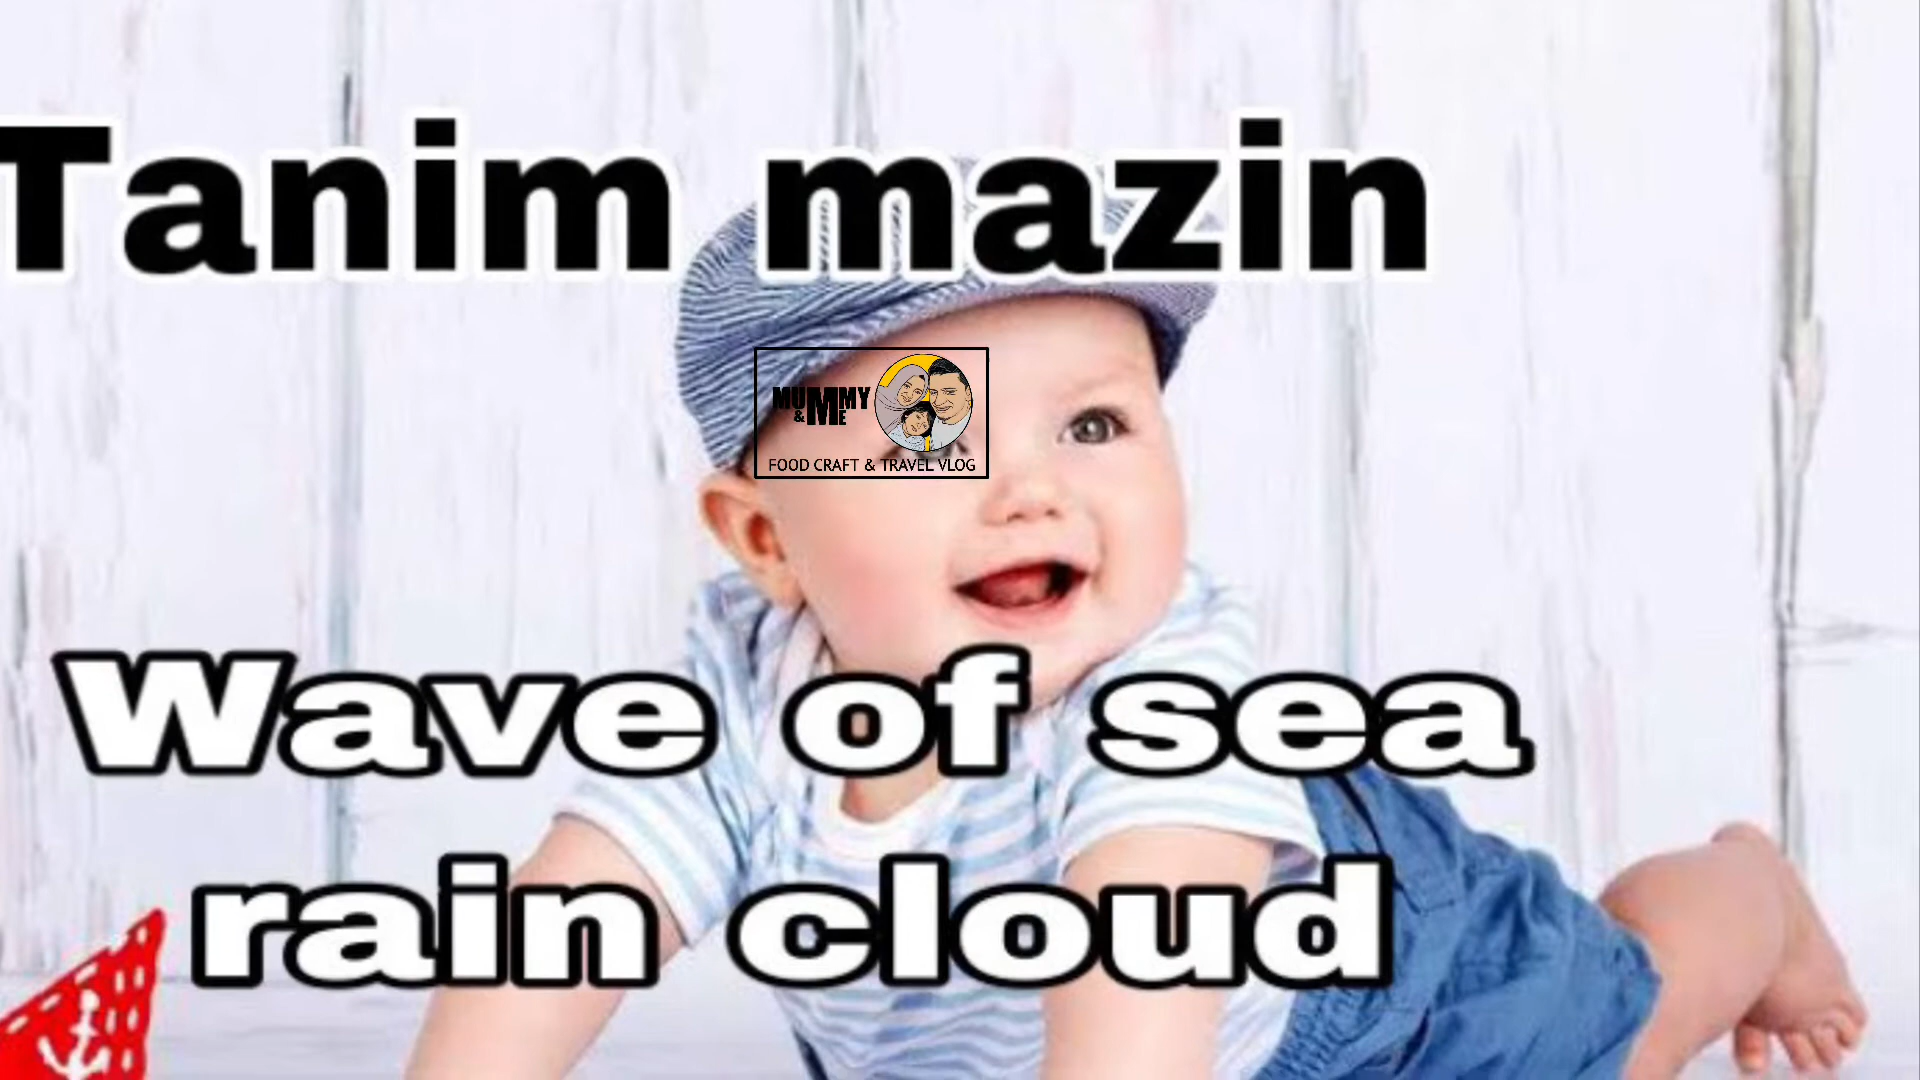 Tanim mazin
MUMMY
& ME
FOOD CRAFT & TRAVEL VLOG
Wave of sea
rain cloud